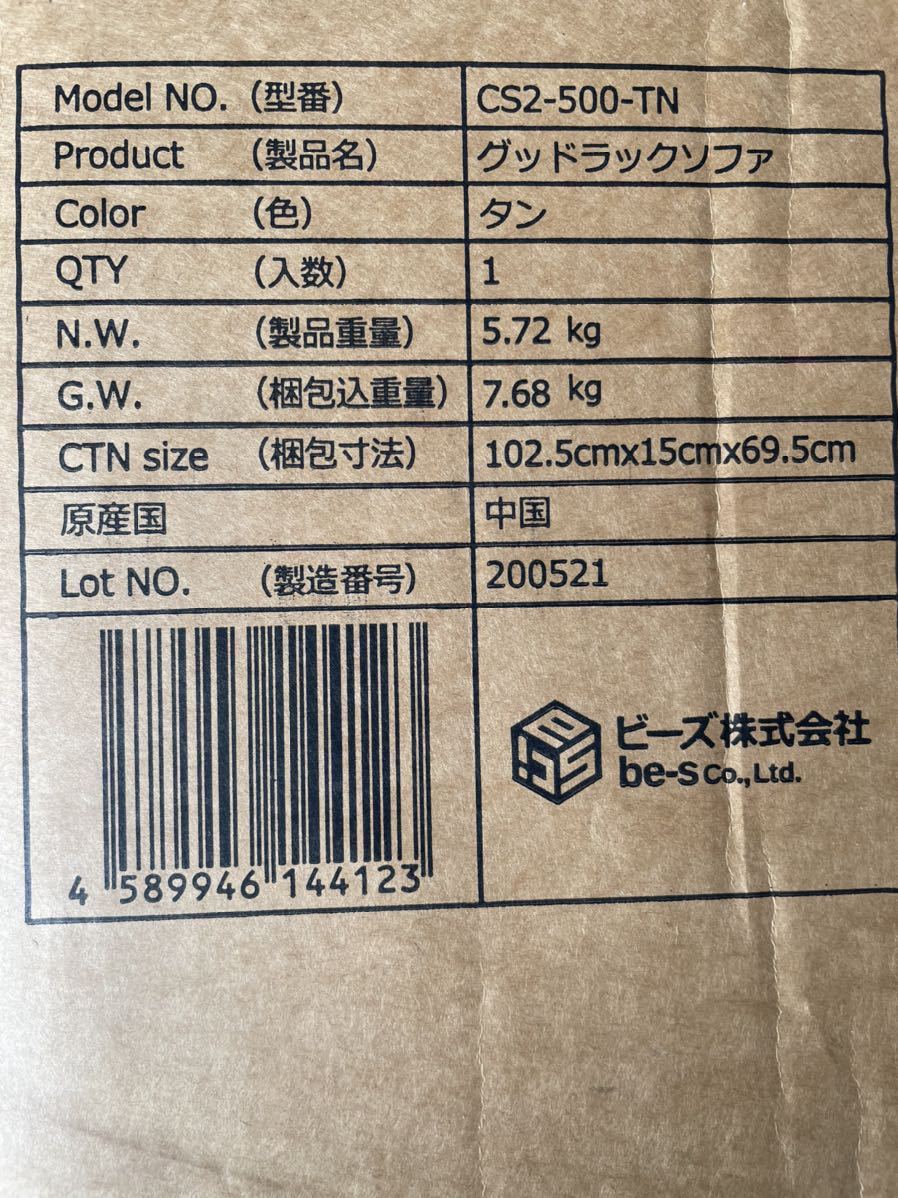 Model NO. (型番) CS2-500-TN
Product (製品名) グッドラックソファ
Color (色) タン
QTY (入数) 1
N.W. (製品重量) 5.72 kg
G.W. (梱包込重量) 7.68 kg
CTN size (梱包寸法) 102.5cmx15cmx69.5cm
原産国 中国
Lot NO. (製造番号) 200521
ビーズ株式会社
be-s Co.,Ltd.
4 589946 144123